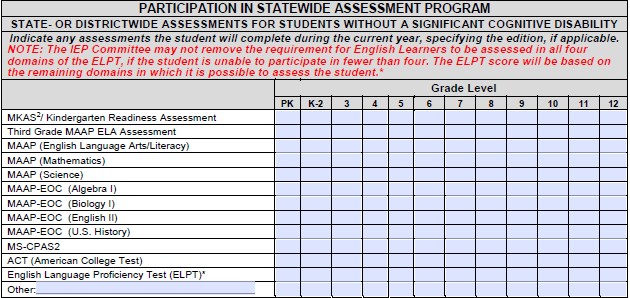 PARTICIPATION IN STATEWIDE ASSESSMENT PROGRAM
STATE- OR DISTRICTWIDE ASSESSMENTS FOR STUDENTS WITHOUT A SIGNIFICANT COGNITIVE DISABILITY
Indicate any assessments the student will complete during the current year, specifying the edition, if applicable.
NOTE: The IEP Committee may not remove the requirement for English Learners to be assessed in all four
domains of the ELPT, if the student is unable to participate in fewer than four. The ELPT score will be based on
the remaining domains in which it is possible to assess the student.*
Grade Level
PK K-2 3 4 5 6 7 8 9 10 11 12
MKAS²/ Kindergarten Readiness Assessment
Third Grade MAAP ELA Assessment
MAAP (English Language Arts/Literacy)
MAAP (Mathematics)
MAAP (Science)
MAAP-EOC (Algebra I)
MAAP-EOC (Biology I)
MAAP-EOC (English II)
MAAP-EOC (U.S. History)
MS-CPAS2
ACT (American College Test)
English Language Proficiency Test (ELPT)*
Other: